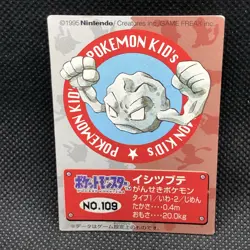 ©1995 Nintendo/Creatures inc./GAME FREAK inc.
POKEMON KID's
POKEMON KID's
ポケットモンスター
NO.109
イシツブテ
がんせきポケモン
タイプ1/いわ・2/じめん
たかさ…0.4m
おもさ…20.0kg